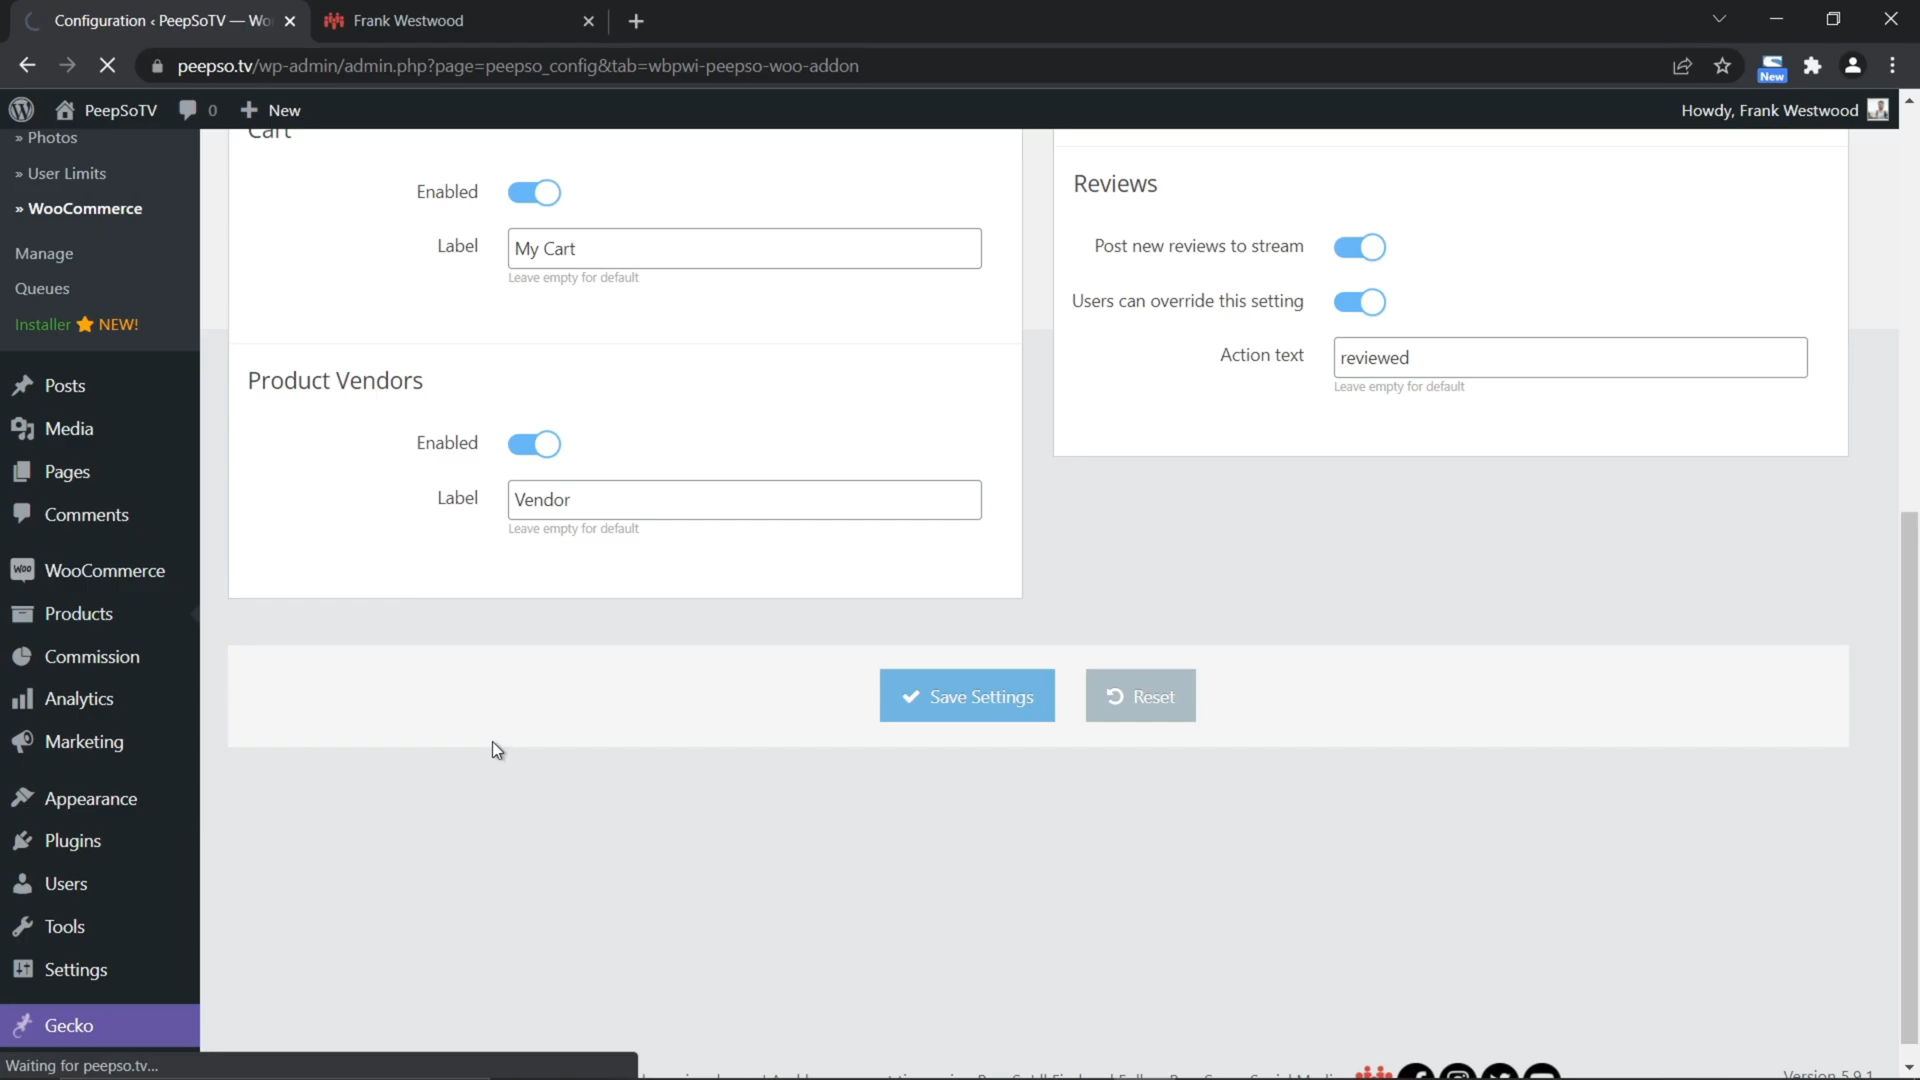 Configuration ‹ PeepSoTV — Wo
Frank Westwood
peepso.tv/wp-admin/admin.php?page=peepso_config&tab=wbpwi-peepso-woo-addon
New
PeepSoTV
0
New
Howdy, Frank Westwood
» Photos
» User Limits
» WooCommerce
Manage
Queues
Installer NEW!
Posts
Media
Pages
Comments
WooCommerce
Products
Commission
Analytics
Marketing
Appearance
Plugins
Users
Tools
Settings
Gecko
Cart
Enabled
Label
My Cart
Leave empty for default
Product Vendors
Enabled
Label
Vendor
Leave empty for default
Reviews
Post new reviews to stream
Users can override this setting
Action text
reviewed
Leave empty for default
Save Settings
Reset
Waiting for peepso.tv...
Version 5.9.1